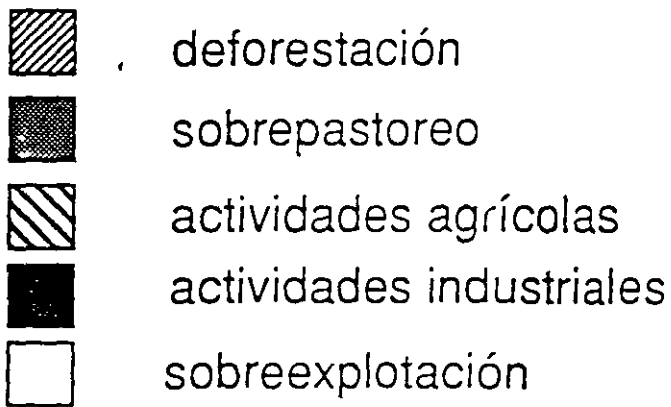 deforestación
sobrepastoreo
actividades agrícolas
actividades industriales
sobreexplotación